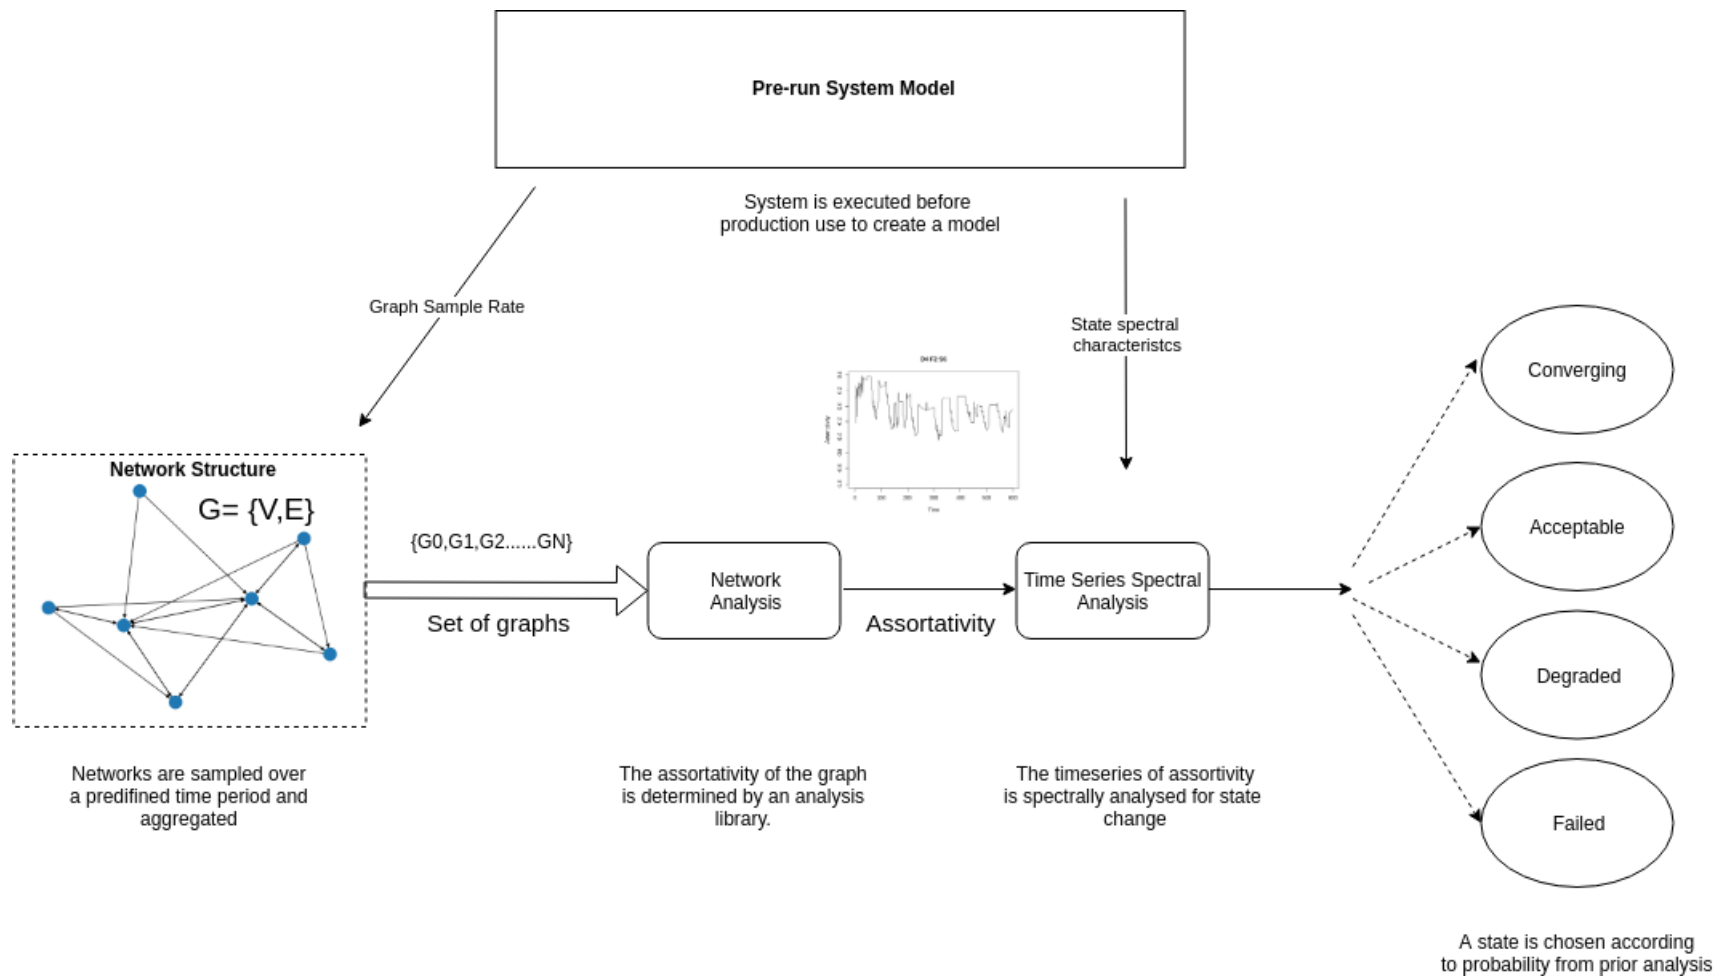 Pre-run System Model
System is executed before
production use to create a model
Graph Sample Rate
State spectral
characteristcs
Time
Converging
Network Structure
G= {V,E}
{G0,G1,G2......GN}
Set of graphs
Network
Analysis
Assortativity
Time Series Spectral
Analysis
Acceptable
Degraded
Failed
Networks are sampled over
a predifined time period and
aggregated
The assortativity of the graph
is determined by an analysis
library.
The timeseries of assortivity
is spectrally analysed for state
change
A state is chosen according
to probability from prior analysis